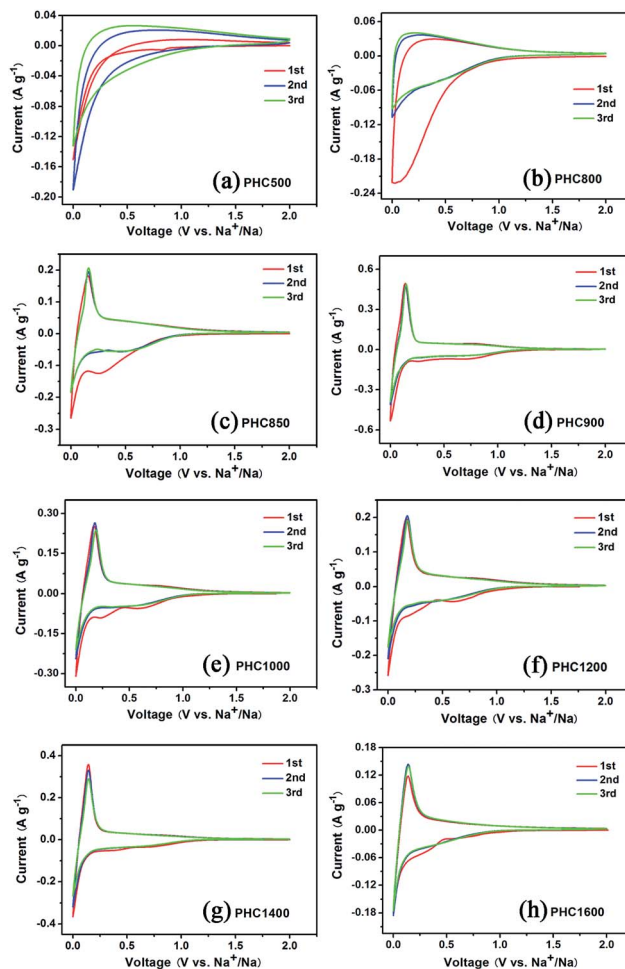 0.04
0.00
-0.04
-0.08
-0.12
-0.16
-0.20
Current (A g⁻¹)
1st
2nd
3rd
(a) PHC500
0.0 0.5 1.0 1.5 2.0
Voltage (V vs. Na⁺/Na)
0.06
0.00
-0.06
-0.12
-0.18
-0.24
Current (A g⁻¹)
1st
2nd
3rd
(b) PHC800
0.0 0.5 1.0 1.5 2.0
Voltage (V vs. Na⁺/Na)
0.2
0.1
0.0
-0.1
-0.2
-0.3
Current (A g⁻¹)
1st
2nd
3rd
(c) PHC850
0.0 0.5 1.0 1.5 2.0
Voltage (V vs. Na⁺/Na)
0.6
0.3
0.0
-0.3
-0.6
Current (A g⁻¹)
1st
2nd
3rd
(d) PHC900
0.0 0.5 1.0 1.5 2.0
Voltage (V vs. Na⁺/Na)
0.30
0.15
0.00
-0.15
-0.30
Current (A g⁻¹)
1st
2nd
3rd
(e) PHC1000
0.0 0.5 1.0 1.5 2.0
Voltage (V vs. Na⁺/Na)
0.2
0.1
0.0
-0.1
-0.2
-0.3
Current (A g⁻¹)
1st
2nd
3rd
(f) PHC1200
0.0 0.5 1.0 1.5 2.0
Voltage (V vs. Na⁺/Na)
0.4
0.2
0.0
-0.2
-0.4
Current (A g⁻¹)
1st
2nd
3rd
(g) PHC1400
0.0 0.5 1.0 1.5 2.0
Voltage (V vs. Na⁺/Na)
0.18
0.12
0.06
0.00
-0.06
-0.12
-0.18
Current (A g⁻¹)
1st
2nd
3rd
(h) PHC1600
0.0 0.5 1.0 1.5 2.0
Voltage (V vs. Na⁺/Na)